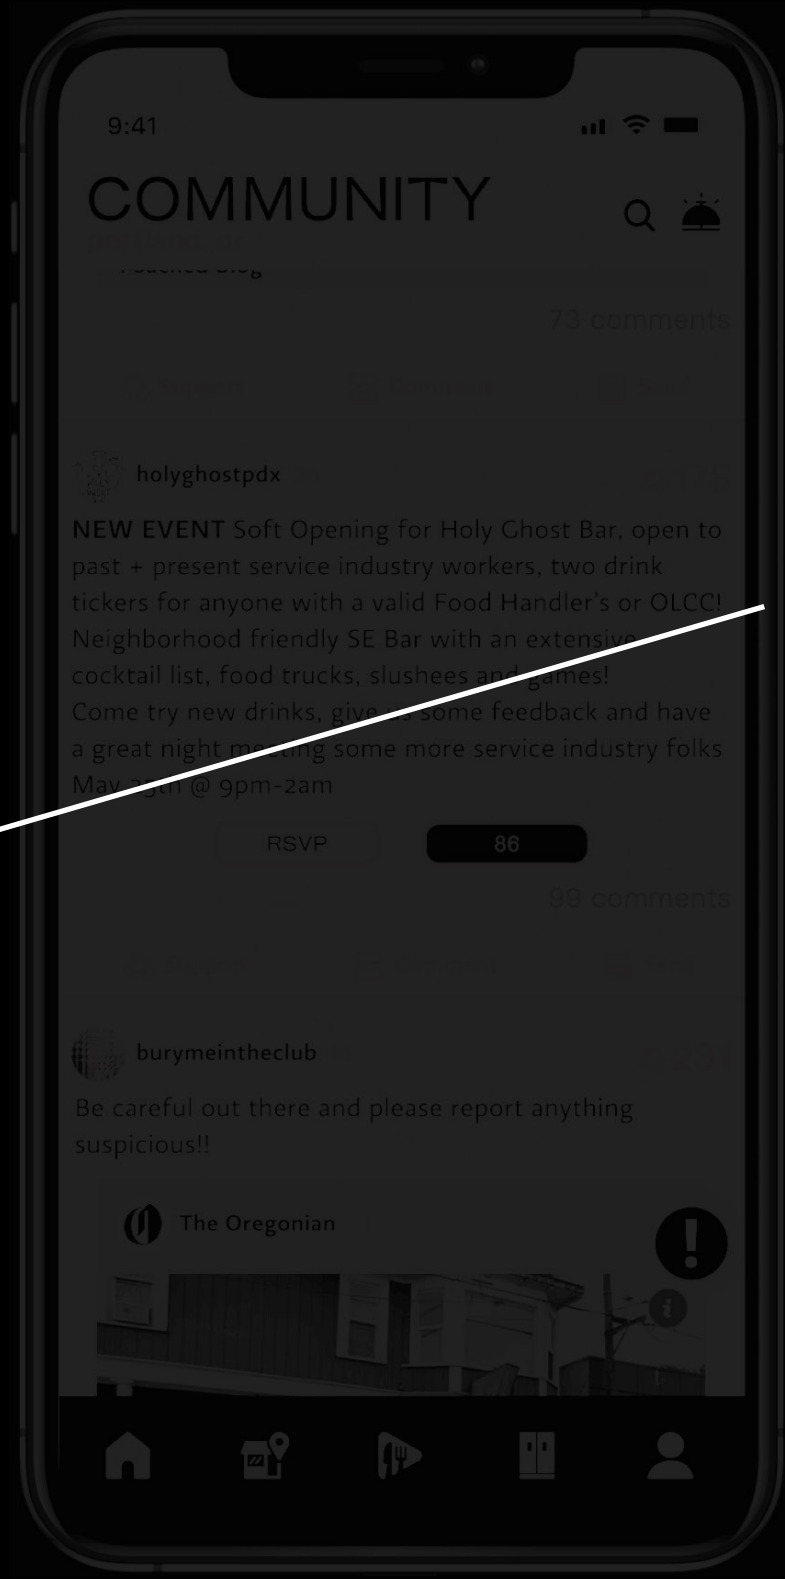 9:41
COMMUNITY
73 comments
holyghostpdx
NEW EVENT Soft Opening for Holy Ghost Bar, open to
past + present service industry workers, two drink
tickers for anyone with a valid Food Handler's or OLCC!
Neighborhood friendly SE Bar with an extensive
cocktail list, food trucks, slushees and games!
Come try new drinks, give us some feedback and have
a great night meeting some more service industry folks
May 25th @ 9pm-2am
RSVP
86
99 comments
burymeintheclub
Be careful out there and please report anything
suspicious!!
The Oregonian
!
i